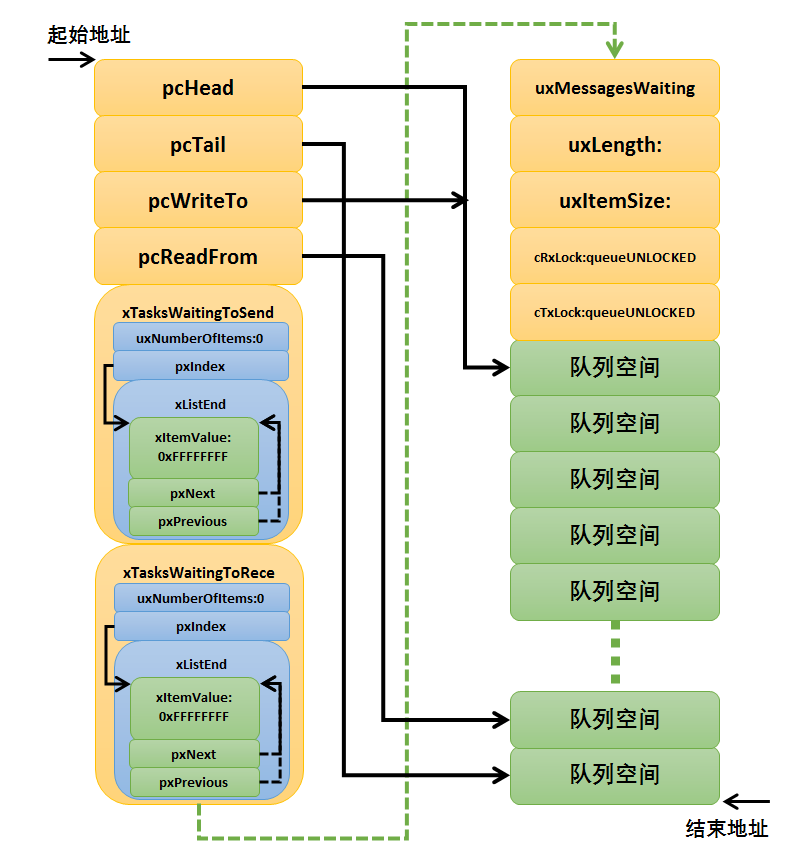 起始地址
pcHead
pcTail
pcWriteTo
pcReadFrom
xTasksWaitingToSend
uxNumberOfItems:0
pxIndex
xListEnd
xItemValue:
0xFFFFFFFF
pxNext
pxPrevious
xTasksWaitingToRece
uxNumberOfItems:0
pxIndex
xListEnd
xItemValue:
0xFFFFFFFF
pxNext
pxPrevious
uxMessagesWaiting
uxLength:
uxItemSize:
cRxLock:queueUNLOCKED
cTxLock:queueUNLOCKED
队列空间
队列空间
队列空间
队列空间
队列空间
队列空间
队列空间
结束地址